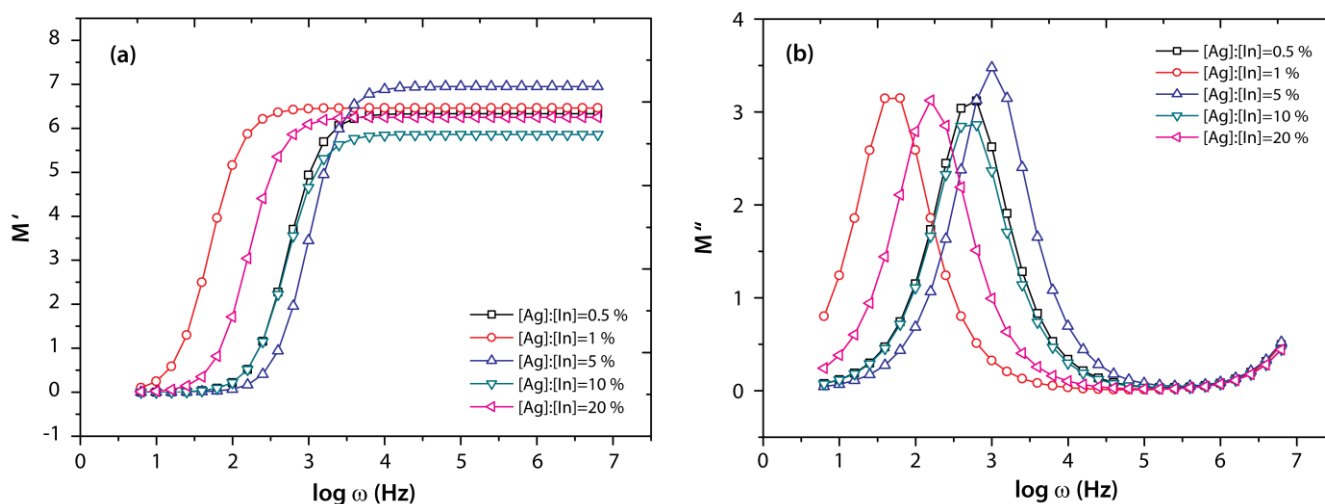 (a)
8
7
6
5
4
3
2
1
0
-1
M′
0 1 2 3 4 5 6 7
log ω (Hz)
[Ag]:[In]=0.5 %
[Ag]:[In]=1 %
[Ag]:[In]=5 %
[Ag]:[In]=10 %
[Ag]:[In]=20 %
(b)
4
3
2
1
0
M″
0 1 2 3 4 5 6 7
log ω (Hz)
[Ag]:[In]=0.5 %
[Ag]:[In]=1 %
[Ag]:[In]=5 %
[Ag]:[In]=10 %
[Ag]:[In]=20 %